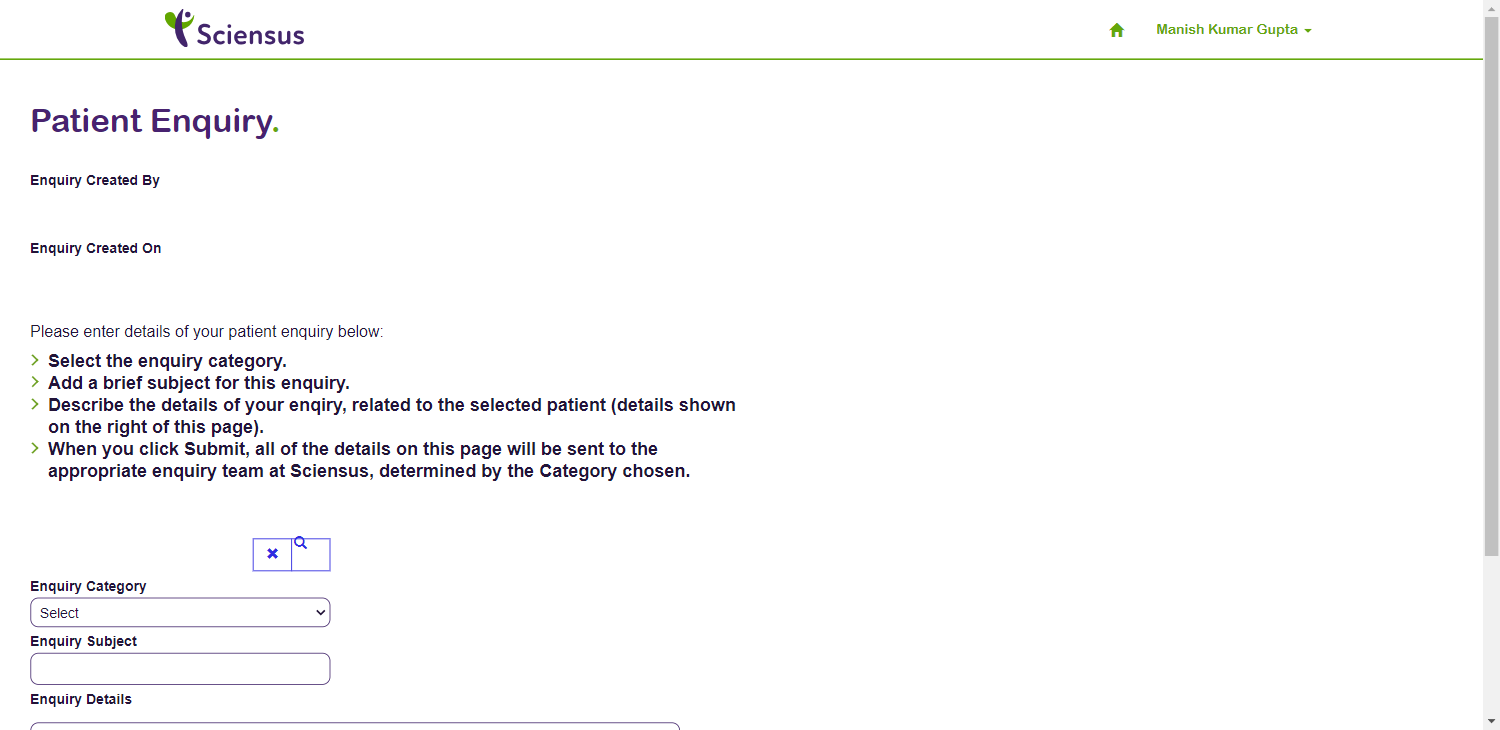 Sciensus
Manish Kumar Gupta
Patient Enquiry.
Enquiry Created By
Enquiry Created On
Please enter details of your patient enquiry below:
Select the enquiry category.
Add a brief subject for this enquiry.
Describe the details of your enqiry, related to the selected patient (details shown
on the right of this page).
When you click Submit, all of the details on this page will be sent to the
appropriate enquiry team at Sciensus, determined by the Category chosen.
Enquiry Category
Select
Enquiry Subject
Enquiry Details